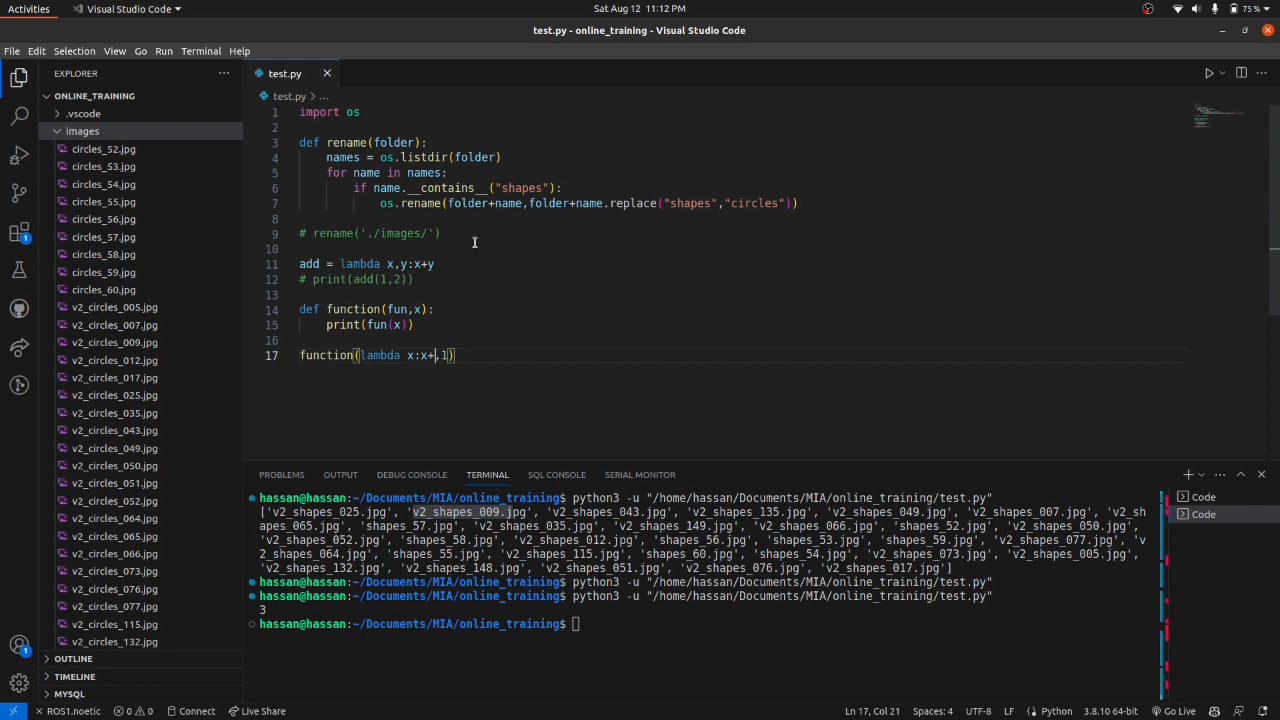 Activities
Visual Studio Code
Sat Aug 12 11:12 PM
75 %
test.py - online_training - Visual Studio Code
File Edit Selection View Go Run Terminal Help
EXPLORER
ONLINE_TRAINING
.vscode
images
circles_52.jpg
circles_53.jpg
circles_54.jpg
circles_55.jpg
circles_56.jpg
circles_57.jpg
circles_58.jpg
circles_59.jpg
circles_60.jpg
v2_circles_005.jpg
v2_circles_007.jpg
v2_circles_009.jpg
v2_circles_012.jpg
v2_circles_017.jpg
v2_circles_025.jpg
v2_circles_035.jpg
v2_circles_043.jpg
v2_circles_049.jpg
v2_circles_050.jpg
v2_circles_051.jpg
v2_circles_052.jpg
v2_circles_064.jpg
v2_circles_065.jpg
v2_circles_066.jpg
v2_circles_073.jpg
v2_circles_076.jpg
v2_circles_077.jpg
v2_circles_115.jpg
v2_circles_132.jpg
OUTLINE
TIMELINE
MYSQL
1
1
test.py
test.py > ...
1 import os
2
3 def rename(folder):
4 names = os.listdir(folder)
5 for name in names:
6 if name.__contains__("shapes"):
7 os.rename(folder+name,folder+name.replace("shapes","circles"))
8
9 # rename('./images/')
10
11 add = lambda x,y:x+y
12 # print(add(1,2))
13
14 def function(fun,x):
15 print(fun(x))
16
17 function(lambda x:x+,1)
PROBLEMS OUTPUT DEBUG CONSOLE TERMINAL SQL CONSOLE SERIAL MONITOR
hassan@hassan:~/Documents/MIA/online_training$ python3 -u "/home/hassan/Documents/MIA/online_training/test.py"
['v2_shapes_025.jpg', 'v2_shapes_009.jpg', 'v2_shapes_043.jpg', 'v2_shapes_135.jpg', 'v2_shapes_049.jpg', 'v2_shapes_007.jpg', 'v2_sh
apes_065.jpg', 'shapes_57.jpg', 'v2_shapes_035.jpg', 'v2_shapes_149.jpg', 'v2_shapes_066.jpg', 'shapes_52.jpg', 'v2_shapes_050.jpg',
'v2_shapes_052.jpg', 'shapes_58.jpg', 'v2_shapes_012.jpg', 'shapes_56.jpg', 'shapes_53.jpg', 'shapes_59.jpg', 'v2_shapes_077.jpg', 'v
2_shapes_064.jpg', 'shapes_55.jpg', 'v2_shapes_115.jpg', 'shapes_60.jpg', 'shapes_54.jpg', 'v2_shapes_073.jpg', 'v2_shapes_005.jpg',
'v2_shapes_132.jpg', 'v2_shapes_148.jpg', 'v2_shapes_051.jpg', 'v2_shapes_076.jpg', 'v2_shapes_017.jpg']
hassan@hassan:~/Documents/MIA/online_training$ python3 -u "/home/hassan/Documents/MIA/online_training/test.py"
hassan@hassan:~/Documents/MIA/online_training$ python3 -u "/home/hassan/Documents/MIA/online_training/test.py"
3
hassan@hassan:~/Documents/MIA/online_training$
Code
Code
ROS1.noetic 0 0 Connect Live Share
Ln 17, Col 21 Spaces: 4 UTF-8 LF Python 3.8.10 64-bit Go Live